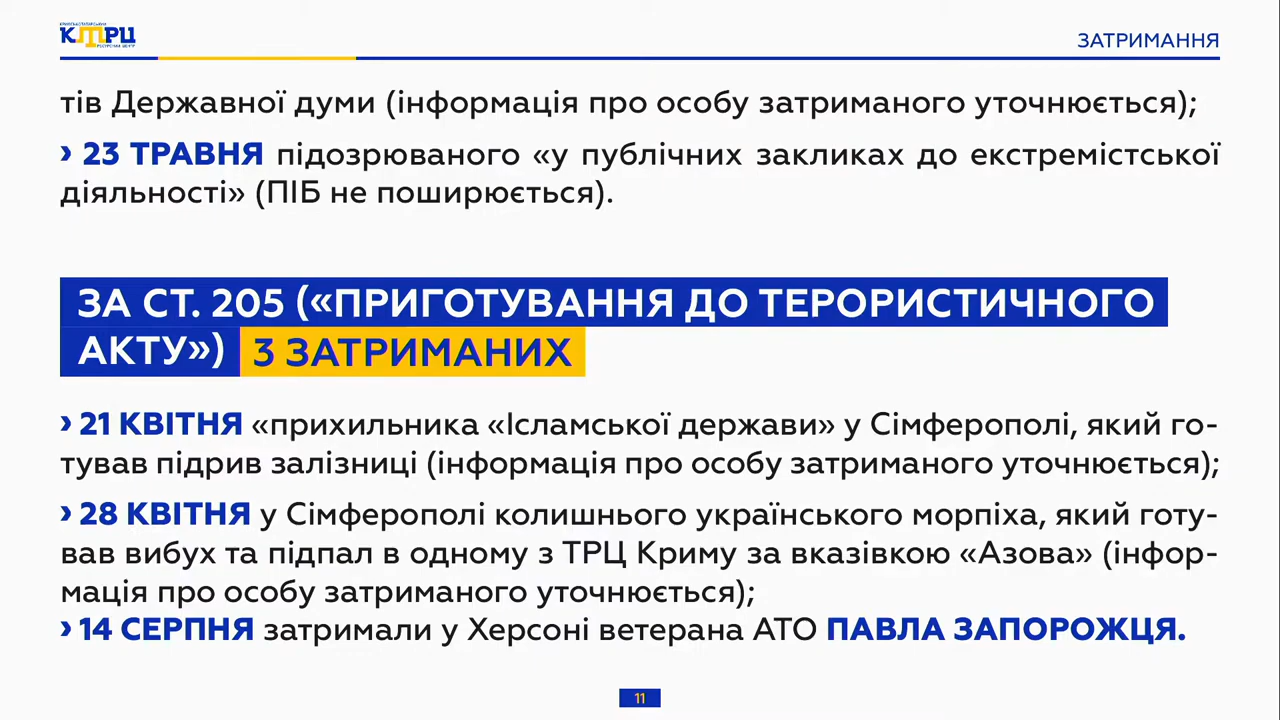 КРИМСЬКОТАТАРСЬКИЙ
КТРЦ
РЕСУРСНИЙ ЦЕНТР
ЗАТРИМАННЯ
тів Державної думи (інформація про особу затриманого уточнюється);
› 23 ТРАВНЯ підозрюваного «у публічних закликах до екстремістської
діяльності» (ПІБ не поширюється).
ЗА СТ. 205 («ПРИГОТУВАННЯ ДО ТЕРОРИСТИЧНОГО
АКТУ») 3 ЗАТРИМАНИХ
› 21 КВІТНЯ «прихильника «Ісламської держави» у Сімферополі, який го-
тував підрив залізниці (інформація про особу затриманого уточнюється);
› 28 КВІТНЯ у Сімферополі колишнього українського морпіха, який готу-
вав вибух та підпал в одному з ТРЦ Криму за вказівкою «Азова» (інфор-
мація про особу затриманого уточнюється);
› 14 СЕРПНЯ затримали у Херсоні ветерана АТО ПАВЛА ЗАПОРОЖЦЯ.
11